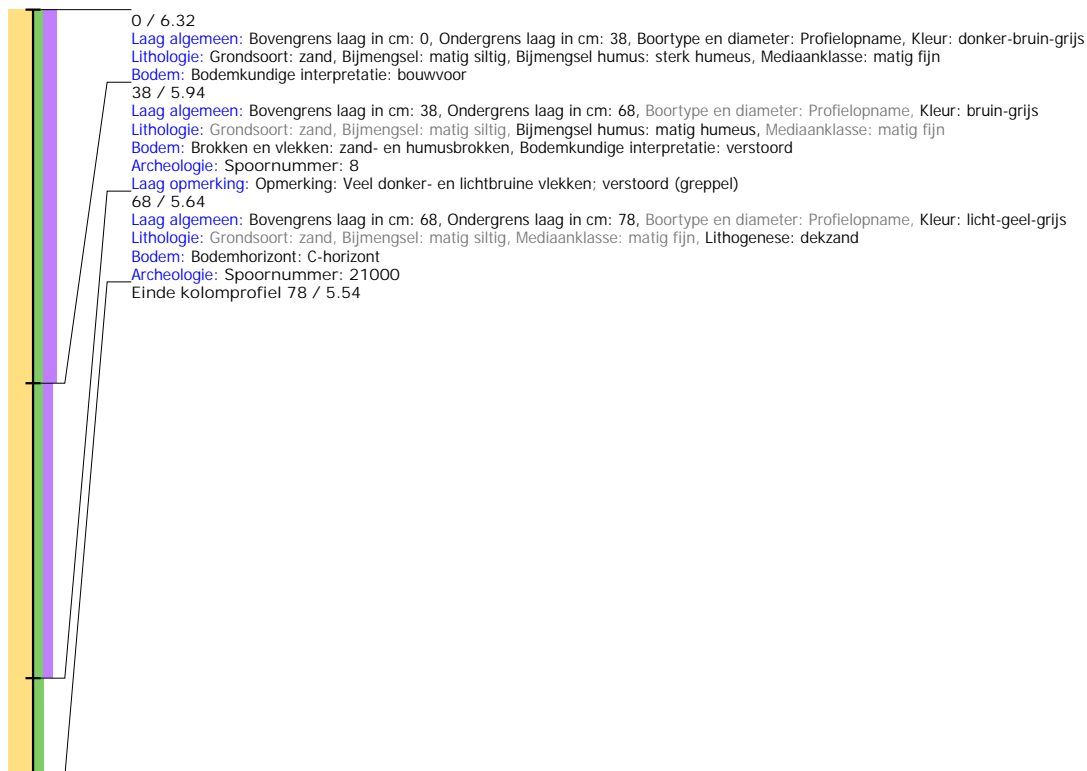 0 / 6.32
Laag algemeen: Bovengrens laag in cm: 0, Ondergrens laag in cm: 38, Boortype en diameter: Profielopname, Kleur: donker-bruin-grijs
Lithologie: Grondsoort: zand, Bijmengsel: matig siltig, Bijmengsel humus: sterk humeus, Mediaanklasse: matig fijn
Bodem: Bodemkundige interpretatie: bouwvoor
38 / 5.94
Laag algemeen: Bovengrens laag in cm: 38, Ondergrens laag in cm: 68, Boortype en diameter: Profielopname, Kleur: bruin-grijs
Lithologie: Grondsoort: zand, Bijmengsel: matig siltig, Bijmengsel humus: matig humeus, Mediaanklasse: matig fijn
Bodem: Brokken en vlekken: zand- en humusbrokken, Bodemkundige interpretatie: verstoord
Archeologie: Spoornummer: 8
Laag opmerking: Opmerking: Veel donker- en lichtbruine vlekken; verstoord (greppel)
68 / 5.64
Laag algemeen: Bovengrens laag in cm: 68, Ondergrens laag in cm: 78, Boortype en diameter: Profielopname, Kleur: licht-geel-grijs
Lithologie: Grondsoort: zand, Bijmengsel: matig siltig, Mediaanklasse: matig fijn, Lithogenese: dekzand
Bodem: Bodemhorizont: C-horizont
Archeologie: Spoornummer: 21000
Einde kolomprofiel 78 / 5.54